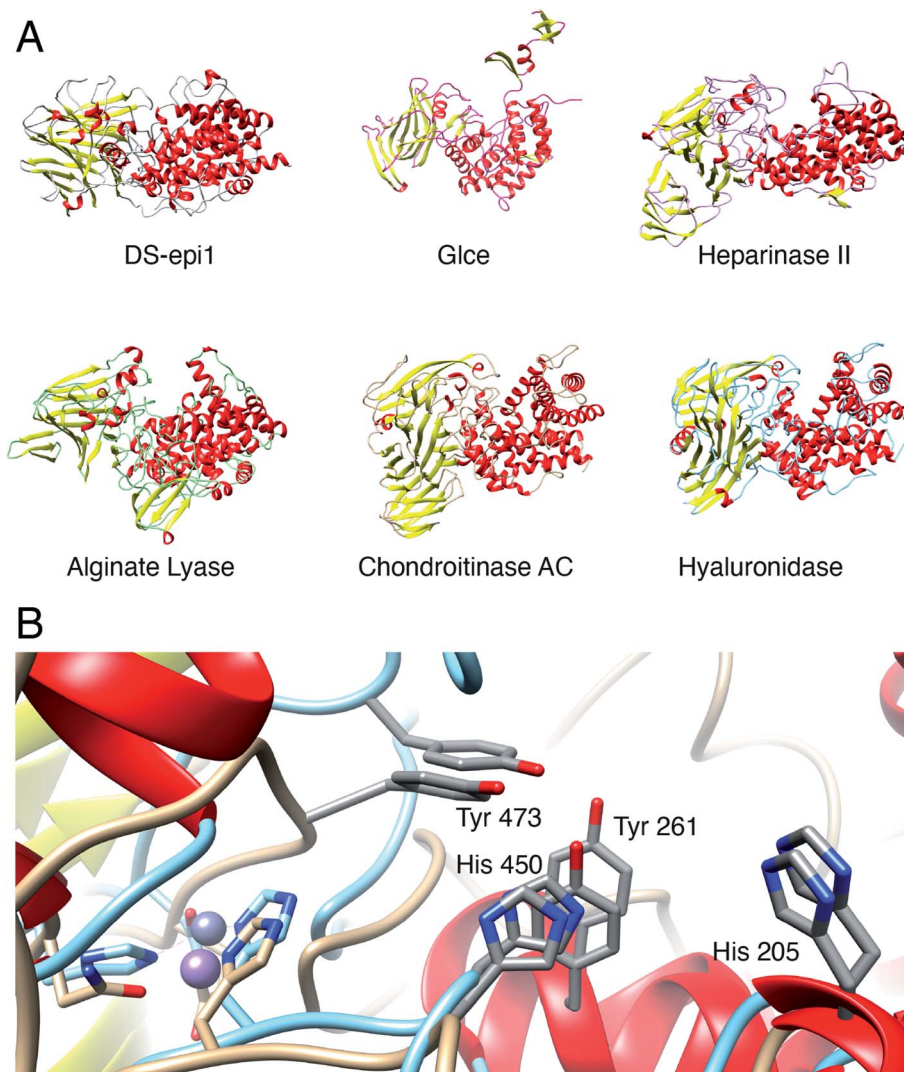 A
DS-epi1
Glce
Heparinase II
Alginate Lyase
Chondroitinase AC
Hyaluronidase
B
Tyr 473
Tyr 261
His 450
His 205